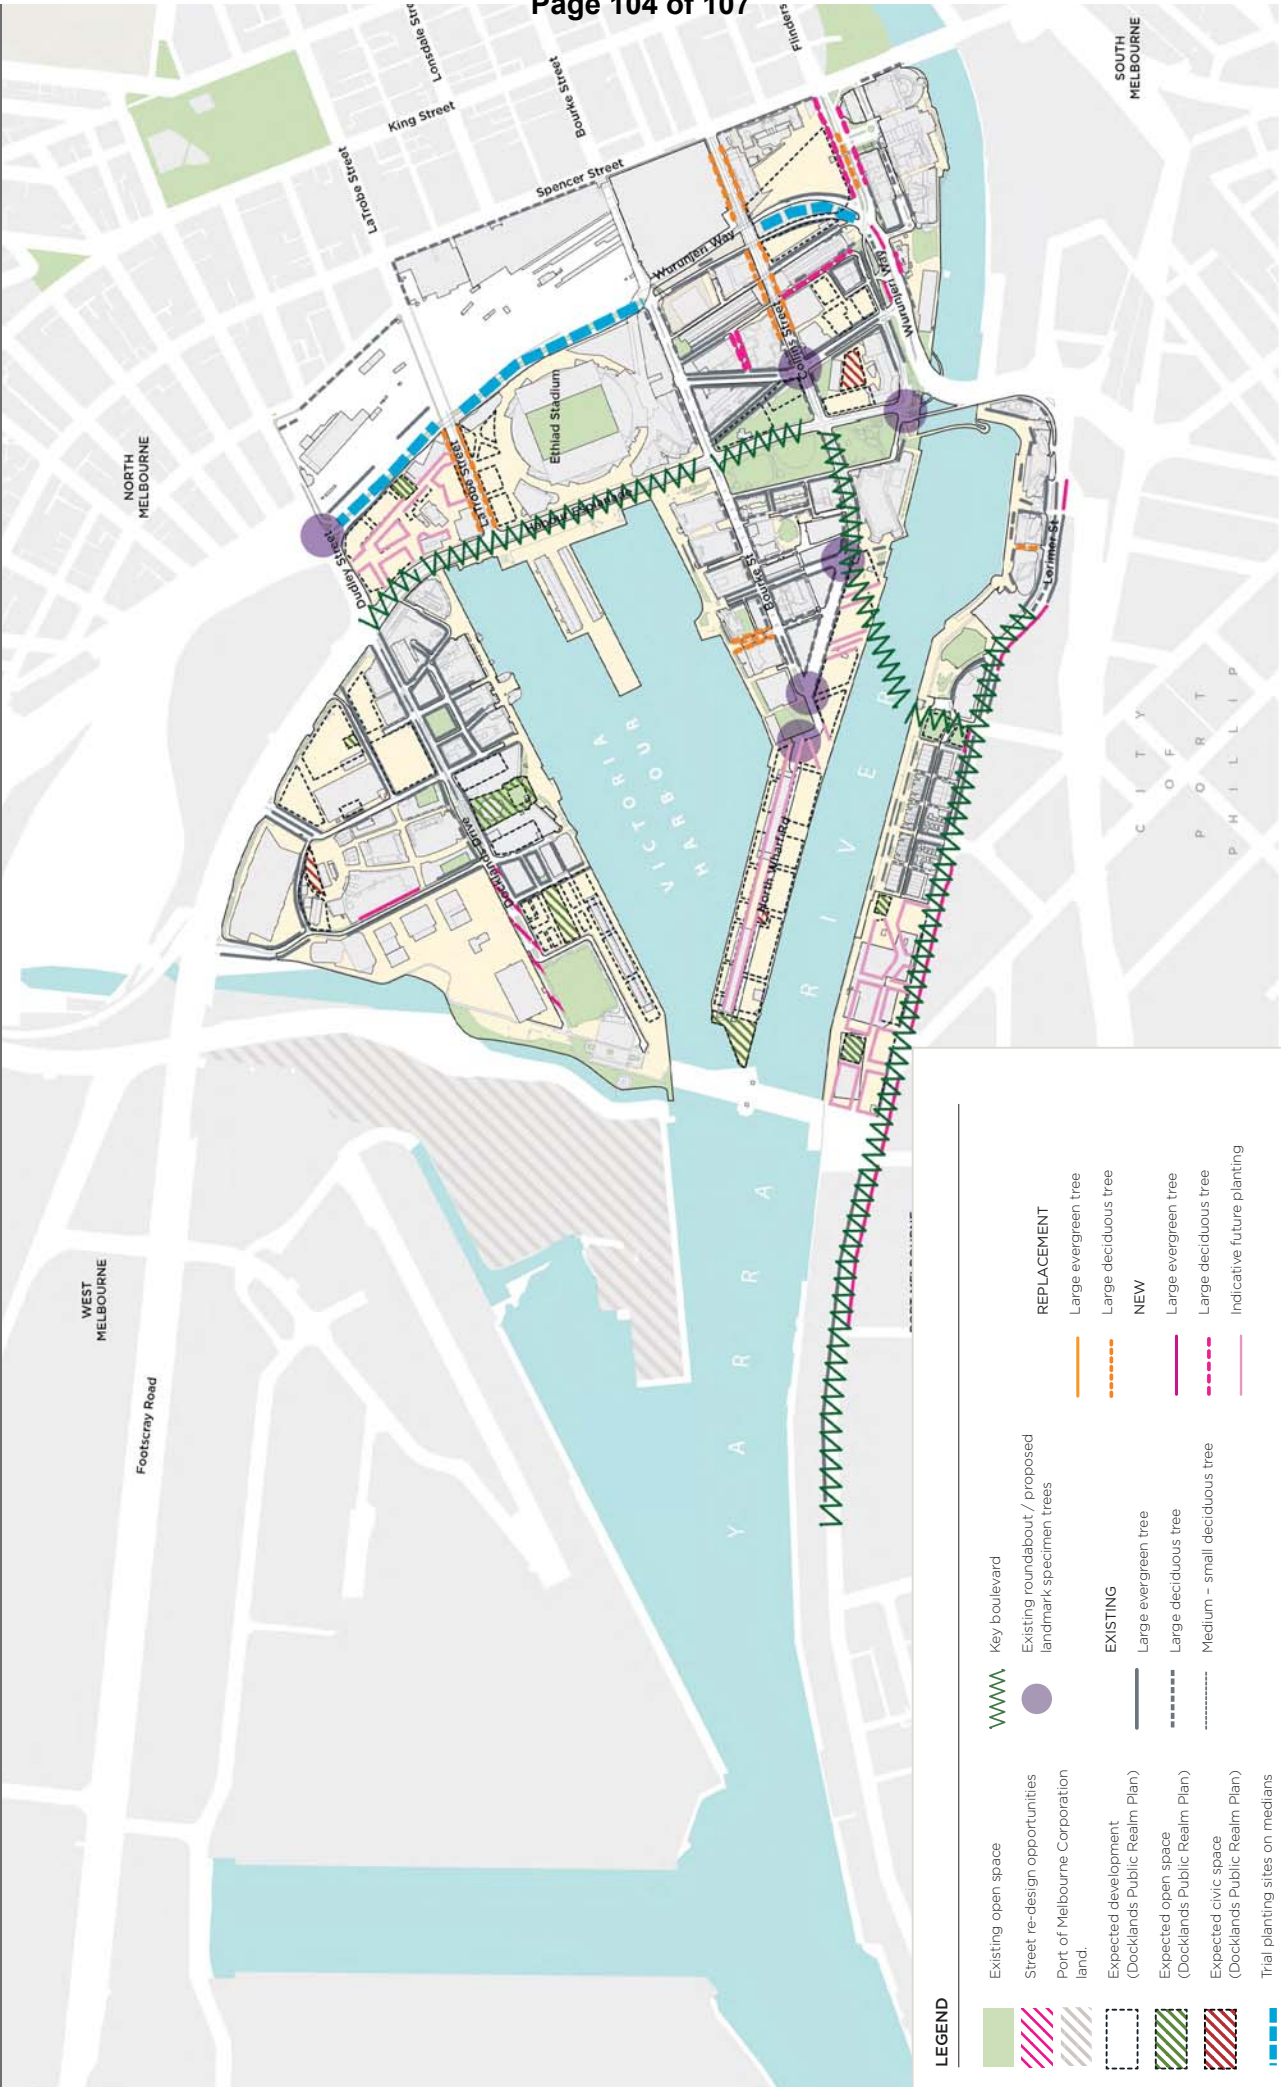 Page 104 of 107
SOUTH
MELBOURNE
Flinders
Bourke Street
Lonsdale Stre
King Street
LaTrobe Street
Spencer Street
Wurunjeri Way
Collins Street
Wurunjeri Way
NORTH
MELBOURNE
Ethiad Stadium
LaTrobe Street
Harbour Esplanade
Dudley Street
Bourke St
Lorimer St
Docklands Drive
VICTORIA
HARBOUR
North Wharf Rd
YARRA RIVER
CITY
OF
PORT
PHILLIP
WEST
MELBOURNE
Footscray Road
LEGEND
Existing open space
Street re-design opportunities
Port of Melbourne Corporation
land.
Expected development
(Docklands Public Realm Plan)
Expected open space
(Docklands Public Realm Plan)
Expected civic space
(Docklands Public Realm Plan)
Trial planting sites on medians
Key boulevard
Existing roundabout / proposed
landmark specimen trees
EXISTING
Large evergreen tree
Large deciduous tree
Medium – small deciduous tree
REPLACEMENT
Large evergreen tree
Large deciduous tree
NEW
Large evergreen tree
Large deciduous tree
Indicative future planting